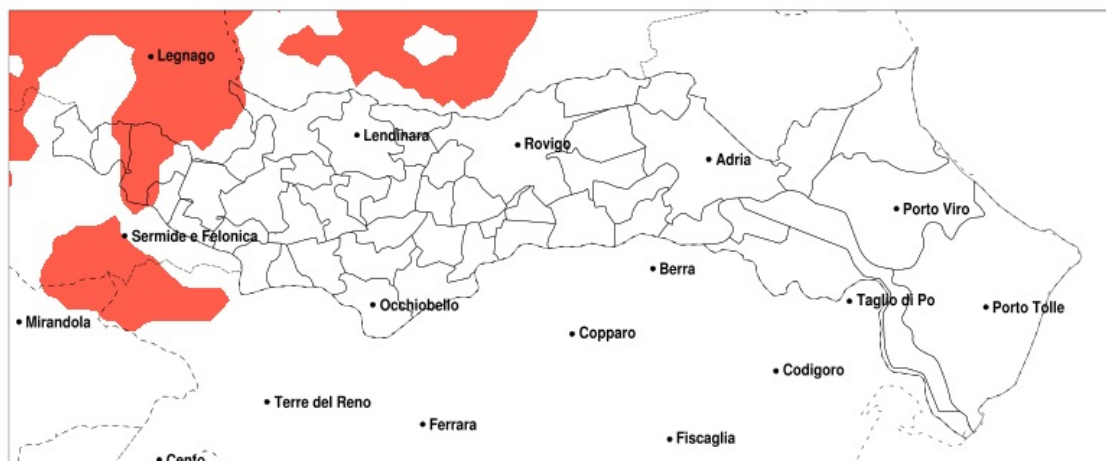 Legnago
Lendinara
Rovigo
Adria
Porto Viro
Sermide e Felonica
Berra
Occhiobello
Taglio di Po
Porto Tolle
Mirandola
Copparo
Codigoro
Terre del Reno
Ferrara
Fiscaglia
Cento